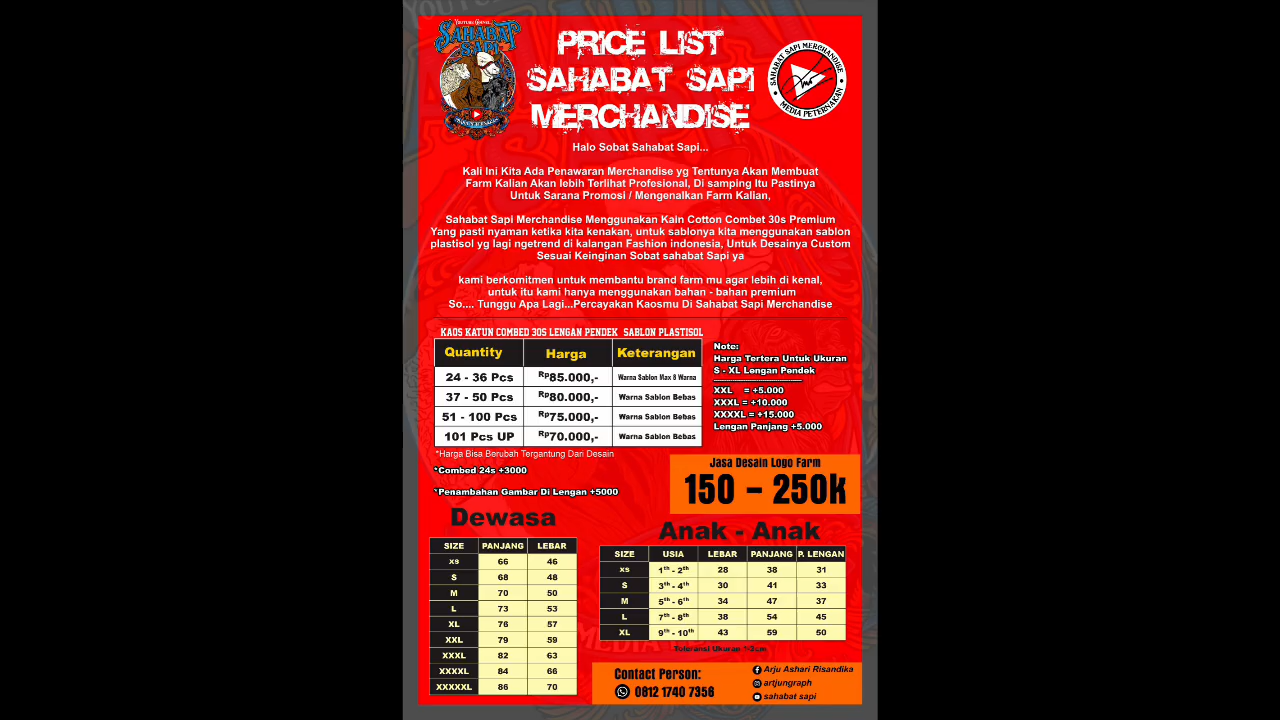 YOUTUBE CHANNEL
SAHABAT
SAPI
PRICE LIST
SAHABAT SAPI
MERCHANDISE
SAHABAT SAPI MERCHANDISE
MEDIA PETERNAKAN
Halo Sobat Sahabat Sapi...
Kali Ini Kita Ada Penawaran Merchandise yg Tentunya Akan Membuat
Farm Kalian Akan lebih Terlihat Profesional, Di samping Itu Pastinya
Untuk Sarana Promosi / Mengenalkan Farm Kalian,
Sahabat Sapi Merchandise Menggunakan Kain Cotton Combet 30s Premium
Yang pasti nyaman ketika kita kenakan, untuk sablonya kita menggunakan sablon
plastisol yg lagi ngetrend di kalangan Fashion indonesia, Untuk Desainya Custom
Sesuai Keinginan Sobat sahabat Sapi ya
kami berkomitmen untuk membantu brand farm mu agar lebih di kenal,
untuk itu kami hanya menggunakan bahan - bahan premium
So.... Tunggu Apa Lagi...Percayakan Kaosmu Di Sahabat Sapi Merchandise
KAOS KATUN COMBED 30S LENGAN PENDEK SABLON PLASTISOL
Quantity Harga Keterangan
24 - 36 Pcs Rp85.000,- Warna Sablon Max 8 Warna
37 - 50 Pcs Rp80.000,- Warna Sablon Bebas
51 - 100 Pcs Rp75.000,- Warna Sablon Bebas
101 Pcs UP Rp70.000,- Warna Sablon Bebas
*Harga Bisa Berubah Tergantung Dari Desain
*Combed 24s +3000
*Penambahan Gambar Di Lengan +5000
Note:
Harga Tertera Untuk Ukuran
S - XL Lengan Pendek
XXL = +5.000
XXXL = +10.000
XXXXL = +15.000
Lengan Panjang +5.000
Jasa Desain Logo Farm
150 - 250k
Dewasa
SIZE PANJANG LEBAR
XS 66 46
S 68 48
M 70 50
L 73 53
XL 76 57
XXL 79 59
XXXL 82 63
XXXXL 84 66
XXXXXL 86 70
Anak - Anak
SIZE USIA LEBAR PANJANG P. LENGAN
XS 1th - 2th 28 38 31
S 3th - 4th 30 41 33
M 5th - 6th 34 47 37
L 7th - 8th 38 54 45
XL 9th - 10th 43 59 50
Toleransi Ukuran 1-2cm
Contact Person:
0812 1740 7356
Arju Ashari Risandika
artjungraph
sahabat sapi